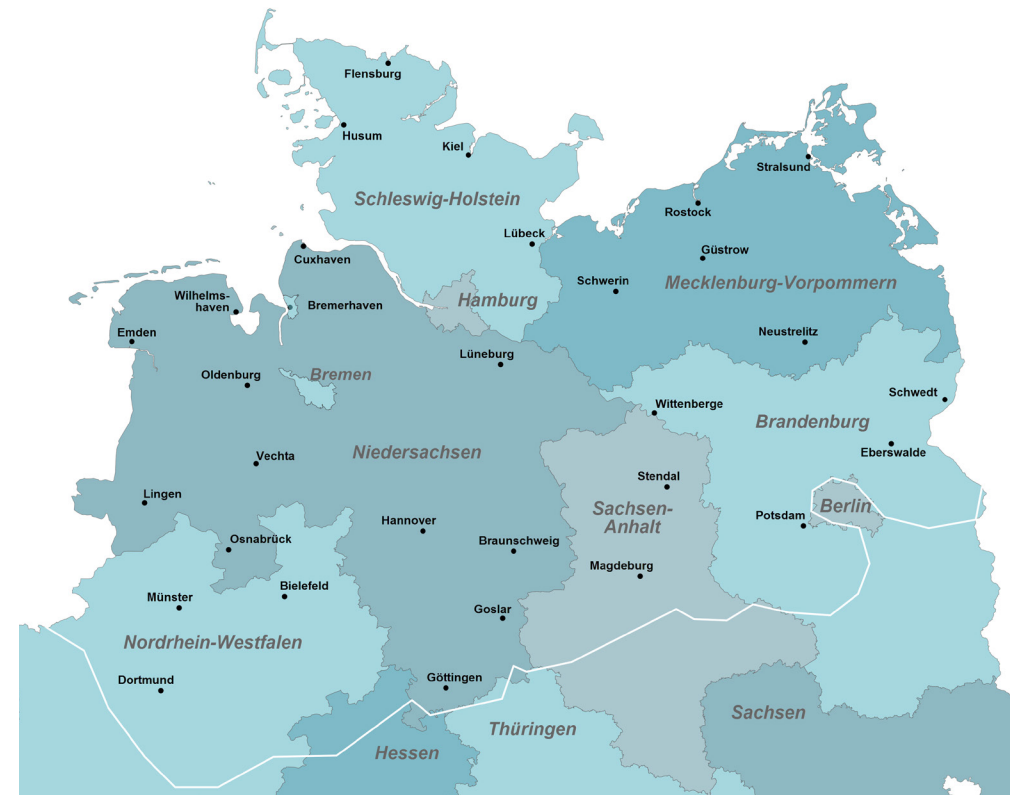 Flensburg
Husum
Kiel
Stralsund
Schleswig-Holstein
Rostock
Lübeck
Güstrow
Cuxhaven
Schwerin
Mecklenburg-Vorpommern
Wilhelms-
haven
Bremerhaven
Hamburg
Emden
Neustrelitz
Lüneburg
Oldenburg
Bremen
Schwedt
Wittenberge
Brandenburg
Niedersachsen
Vechta
Eberswalde
Stendal
Lingen
Sachsen-
Anhalt
Berlin
Potsdam
Hannover
Osnabrück
Braunschweig
Magdeburg
Bielefeld
Münster
Goslar
Nordrhein-Westfalen
Göttingen
Dortmund
Sachsen
Thüringen
Hessen